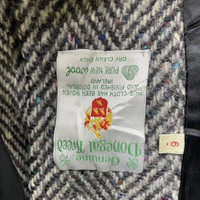 Genuine
Donegal Tweed
THIS CLOTH HAS BEEN WOVEN
AND FINISHED IN DONEGAL
IRELAND
PURE NEW WOOL
DRY CLEAN ONLY
9